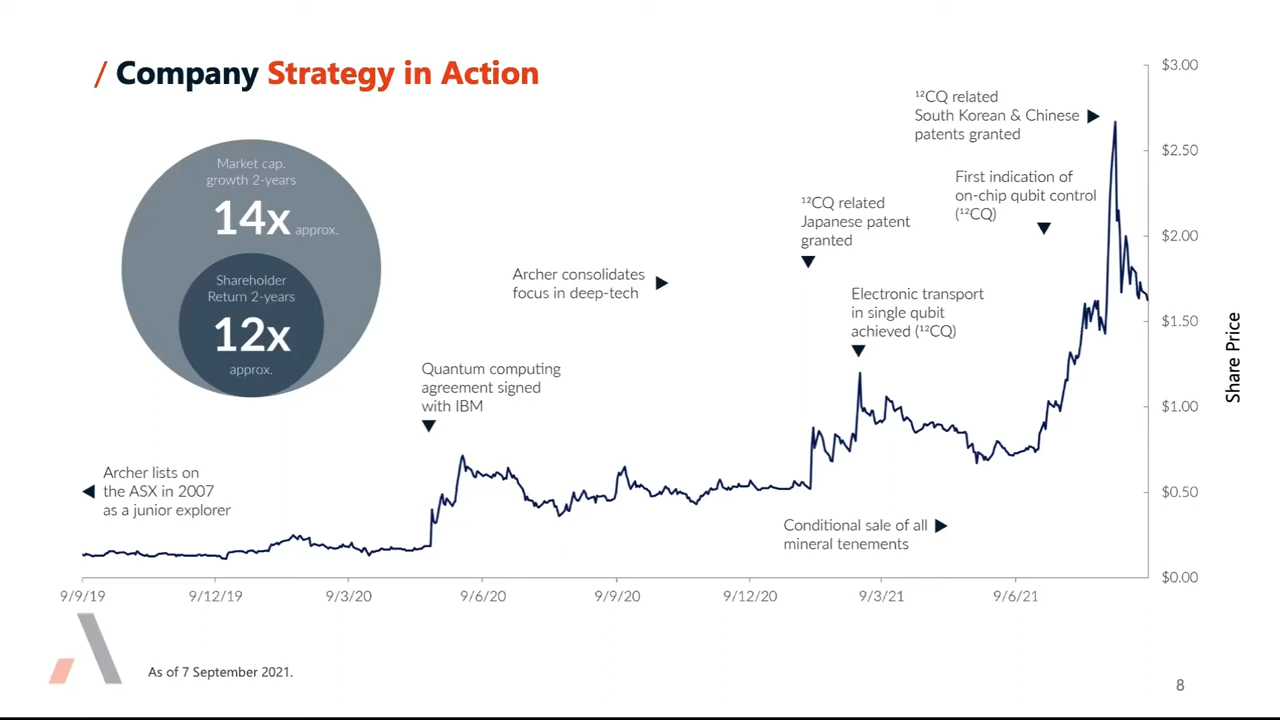 / Company Strategy in Action
Market cap.
growth 2-years
14x approx.
Shareholder
Return 2-years
12x
approx.
Archer lists on
the ASX in 2007
as a junior explorer
Quantum computing
agreement signed
with IBM
Archer consolidates
focus in deep-tech
¹²CQ related
Japanese patent
granted
Electronic transport
in single qubit
achieved (¹²CQ)
Conditional sale of all
mineral tenements
¹²CQ related
South Korean & Chinese
patents granted
First indication of
on-chip qubit control
(¹²CQ)
$3.00
$2.50
$2.00
$1.50
$1.00
$0.50
$0.00
Share Price
9/9/19
9/12/19
9/3/20
9/6/20
9/9/20
9/12/20
9/3/21
9/6/21
As of 7 September 2021.
8